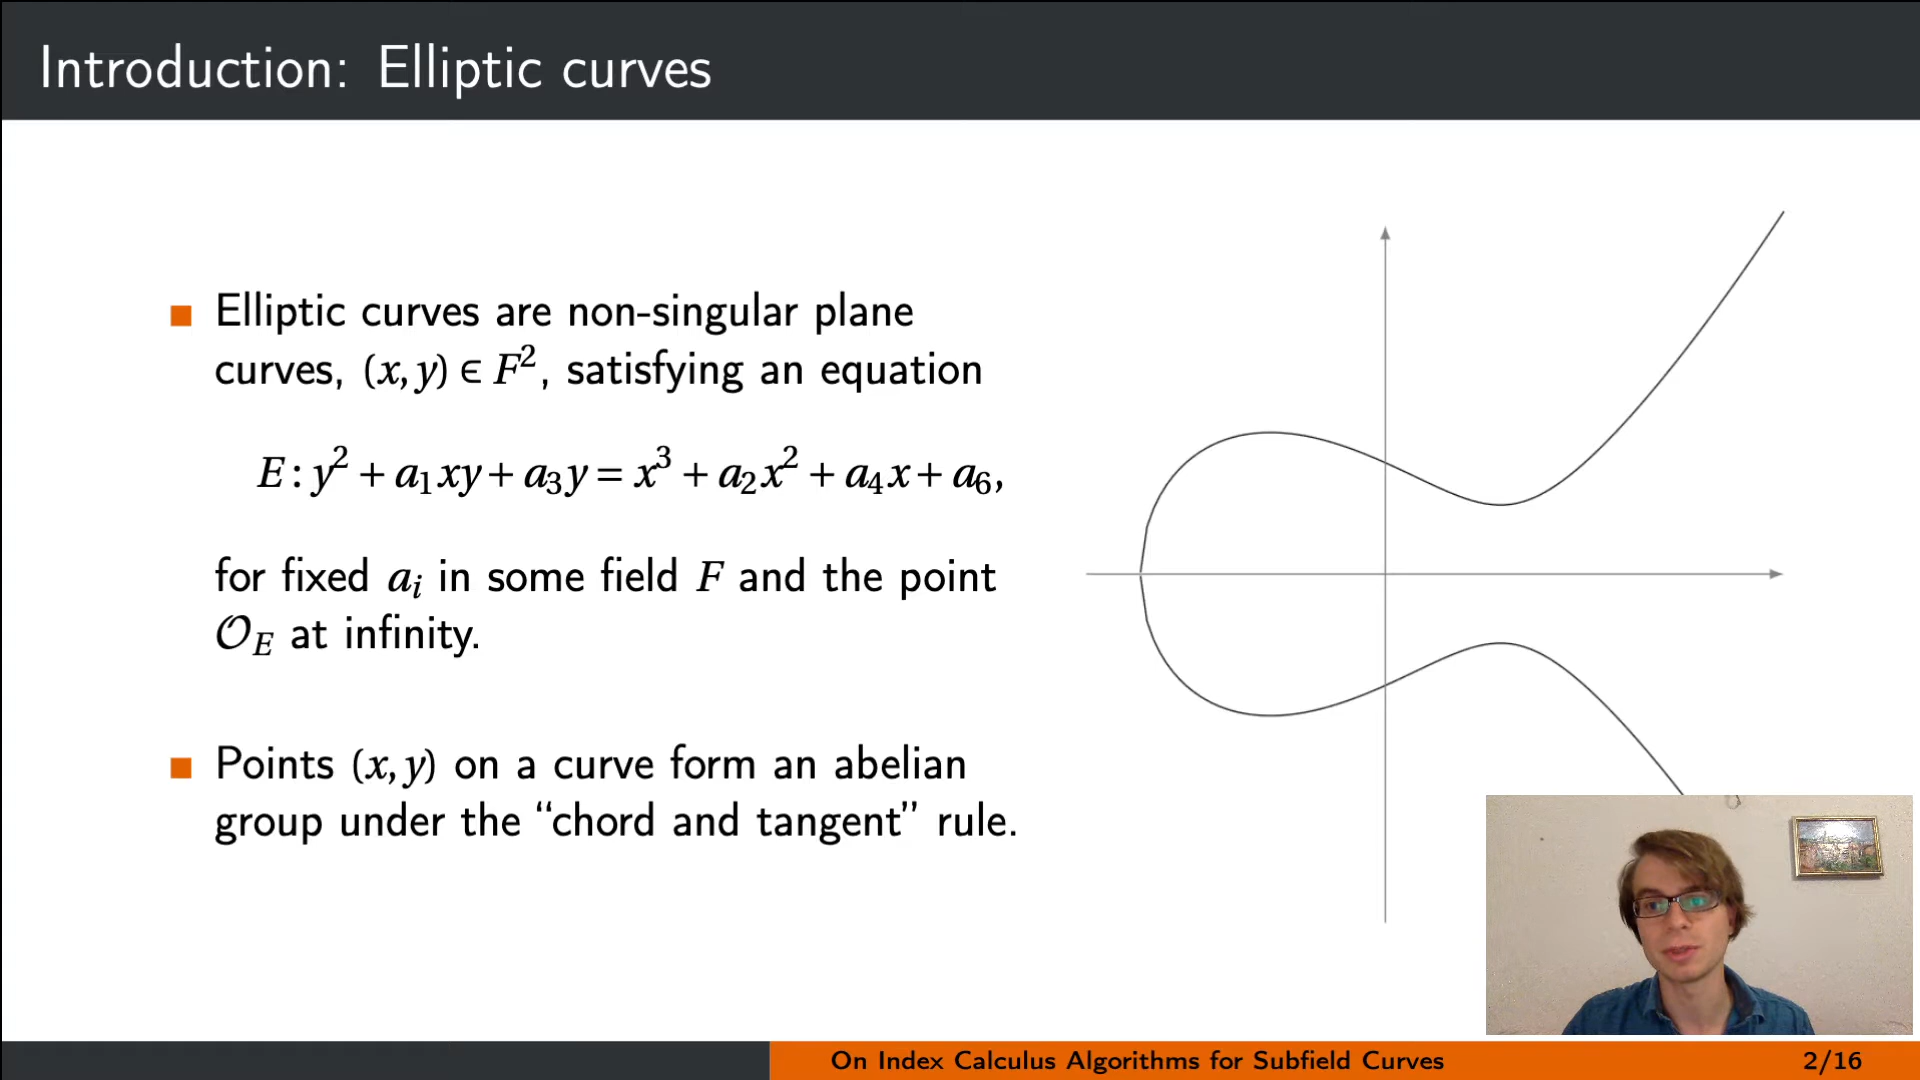 Introduction: Elliptic curves
Elliptic curves are non-singular plane
curves, (x, y) ∈ F², satisfying an equation
E : y² + a₁xy + a₃y = x³ + a₂x² + a₄x + a₆,
for fixed aᵢ in some field F and the point
𝒪_E at infinity.
Points (x, y) on a curve form an abelian
group under the “chord and tangent” rule.
On Index Calculus Algorithms for Subfield Curves
2/16